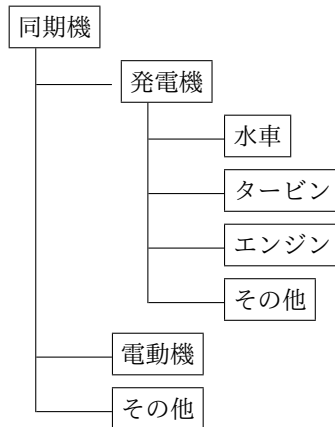 同期機
発電機
水車
タービン
エンジン
その他
電動機
その他